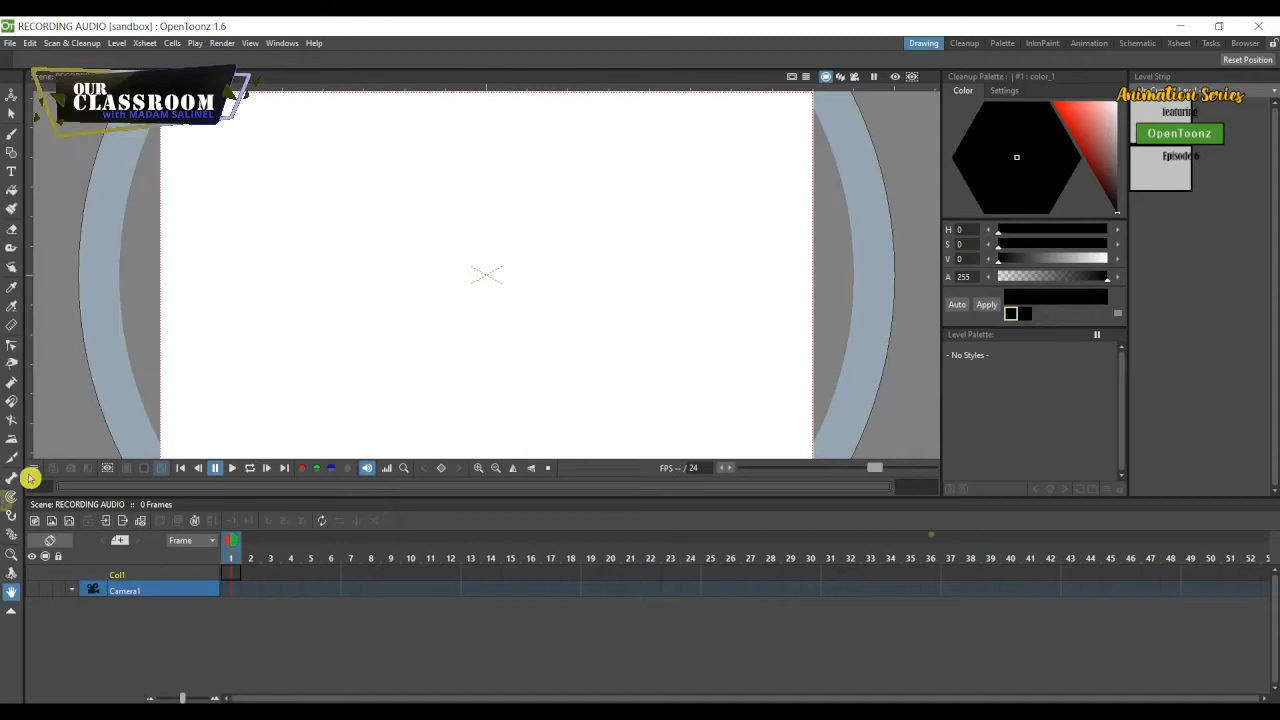 RECORDING AUDIO [sandbox] : OpenToonz 1.6
File Edit Scan & Cleanup Level Xsheet Cells Play Render View Windows Help
Drawing Cleanup Palette InknPaint Animation Schematic Xsheet Tasks Browser
Reset Position
OUR
CLASSROOM
with MADAM SALINEL
Cleanup Palette : | #1 : color_1
Level Strip
Color Settings
Animation Series
featuring
OpenToonz
Episode 6
H 0
S 0
V 0
A 255
Auto Apply
Level Palette:
- No Styles -
FPS -- / 24
Scene: RECORDING AUDIO :: 0 Frames
Frame
1 2 3 4 5 6 7 8 9 10 11 12 13 14 15 16 17 18 19 20 21 22 23 24 25 26 27 28 29 30 31 32 33 34 35 36 37 38 39 40 41 42 43 44 45 46 47 48 49 50 51 52
Col1
Camera1